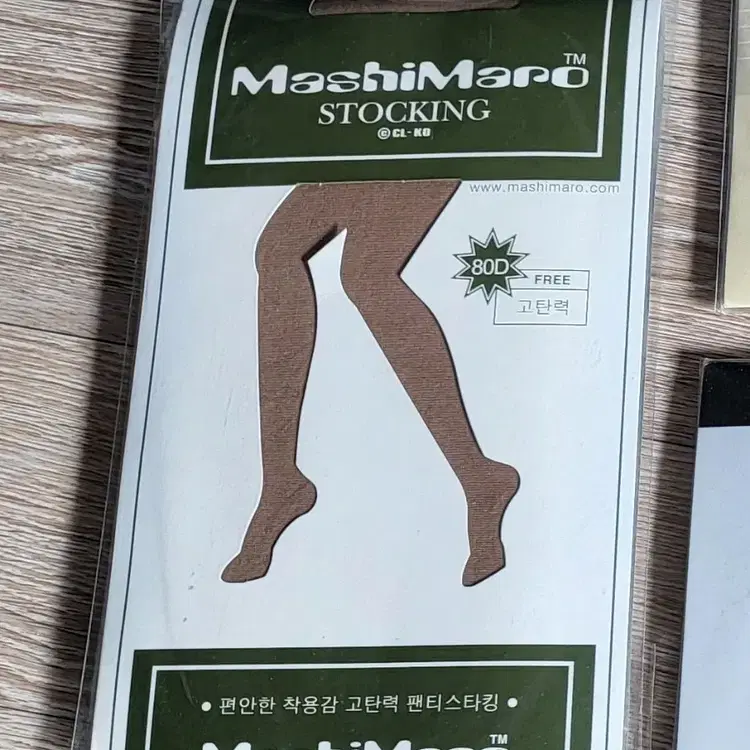 MashiMaro™
STOCKING
© CL-KO
www.mashimaro.com
80D
FREE
고탄력
• 편안한 착용감 고탄력 팬티스타킹 •
MashiMaro™